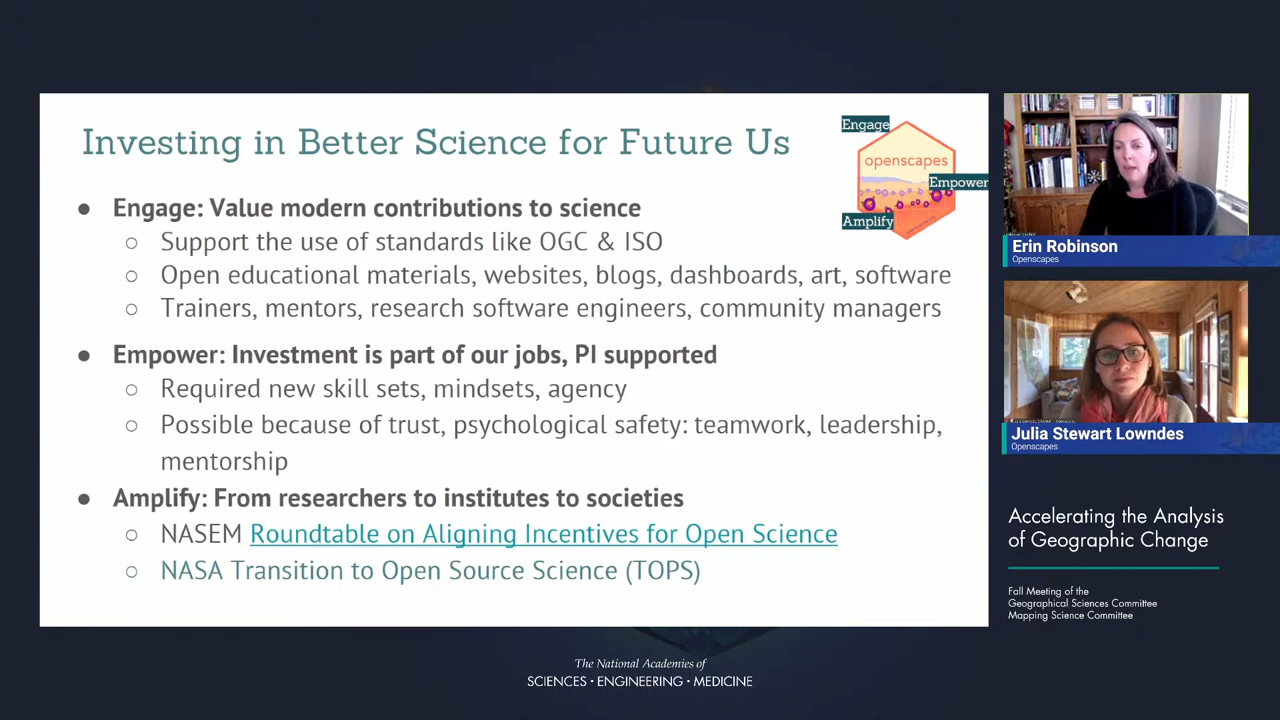 Investing in Better Science for Future Us
Engage
openscapes
Empower
Amplify
● Engage: Value modern contributions to science
○ Support the use of standards like OGC & ISO
○ Open educational materials, websites, blogs, dashboards, art, software
○ Trainers, mentors, research software engineers, community managers
● Empower: Investment is part of our jobs, PI supported
○ Required new skill sets, mindsets, agency
○ Possible because of trust, psychological safety: teamwork, leadership,
mentorship
● Amplify: From researchers to institutes to societies
○ NASEM Roundtable on Aligning Incentives for Open Science
○ NASA Transition to Open Source Science (TOPS)
Erin Robinson
Openscapes
Julia Stewart Lowndes
Openscapes
Accelerating the Analysis
of Geographic Change
Fall Meeting of the
Geographical Sciences Committee
Mapping Science Committee
The National Academies of
SCIENCES · ENGINEERING · MEDICINE